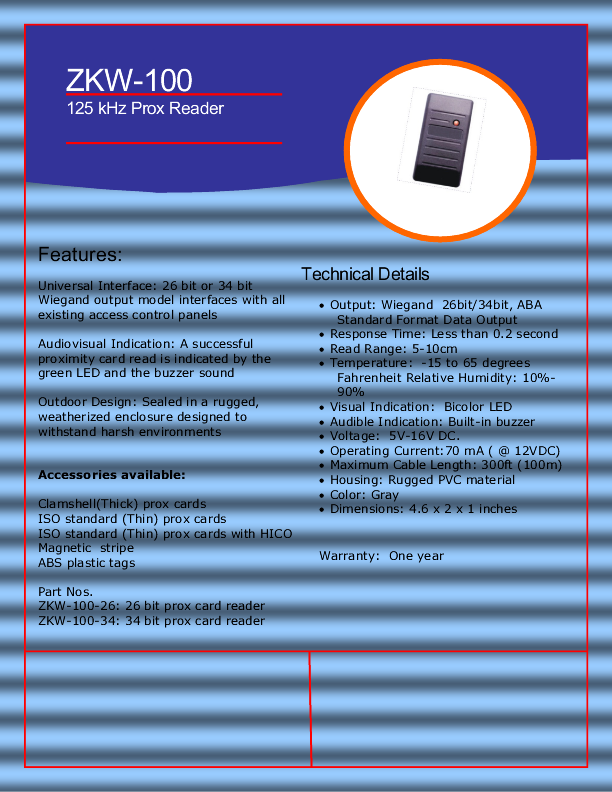 ZKW-100
125 kHz Prox Reader
Features:
Universal Interface: 26 bit or 34 bit
Wiegand output model interfaces with all
existing access control panels
Audiovisual Indication: A successful
proximity card read is indicated by the
green LED and the buzzer sound
Outdoor Design: Sealed in a rugged,
weatherized enclosure designed to
withstand harsh environments
Accessories available:
Clamshell(Thick) prox cards
ISO standard (Thin) prox cards
ISO standard (Thin) prox cards with HICO
Magnetic stripe
ABS plastic tags
Part Nos.
ZKW-100-26: 26 bit prox card reader
ZKW-100-34: 34 bit prox card reader
Technical Details
• Output: Wiegand 26bit/34bit, ABA
Standard Format Data Output
• Response Time: Less than 0.2 second
• Read Range: 5-10cm
• Temperature: -15 to 65 degrees
Fahrenheit Relative Humidity: 10%-
90%
• Visual Indication: Bicolor LED
• Audible Indication: Built-in buzzer
• Voltage: 5V-16V DC.
• Operating Current:70 mA ( @ 12VDC)
• Maximum Cable Length: 300ft (100m)
• Housing: Rugged PVC material
• Color: Gray
• Dimensions: 4.6 x 2 x 1 inches
Warranty: One year